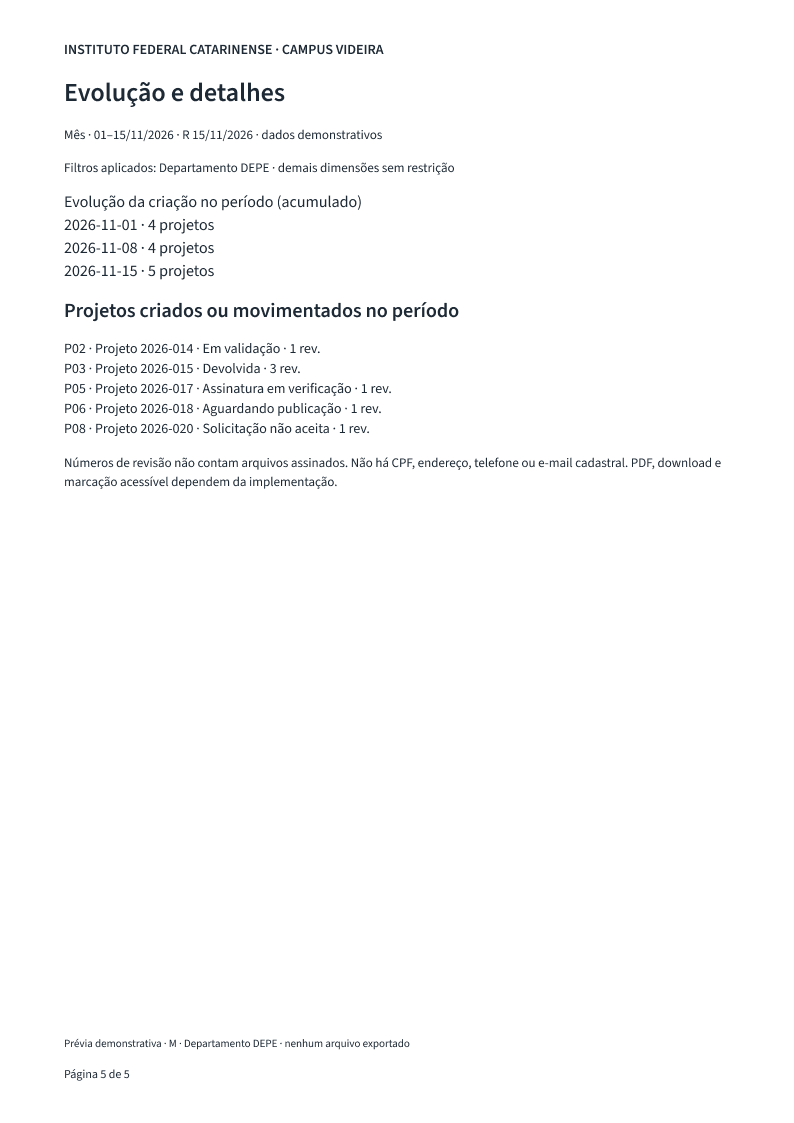 INSTITUTO FEDERAL CATARINENSE · CAMPUS VIDEIRA
Evolução e detalhes
Mês · 01–15/11/2026 · R 15/11/2026 · dados demonstrativos
Filtros aplicados: Departamento DEPE · demais dimensões sem restrição
Evolução da criação no período (acumulado)
2026-11-01 · 4 projetos
2026-11-08 · 4 projetos
2026-11-15 · 5 projetos
Projetos criados ou movimentados no período
P02 · Projeto 2026-014 · Em validação · 1 rev.
P03 · Projeto 2026-015 · Devolvida · 3 rev.
P05 · Projeto 2026-017 · Assinatura em verificação · 1 rev.
P06 · Projeto 2026-018 · Aguardando publicação · 1 rev.
P08 · Projeto 2026-020 · Solicitação não aceita · 1 rev.
Números de revisão não contam arquivos assinados. Não há CPF, endereço, telefone ou e-mail cadastral. PDF, download e
marcação acessível dependem da implementação.
Prévia demonstrativa · M · Departamento DEPE · nenhum arquivo exportado
Página 5 de 5